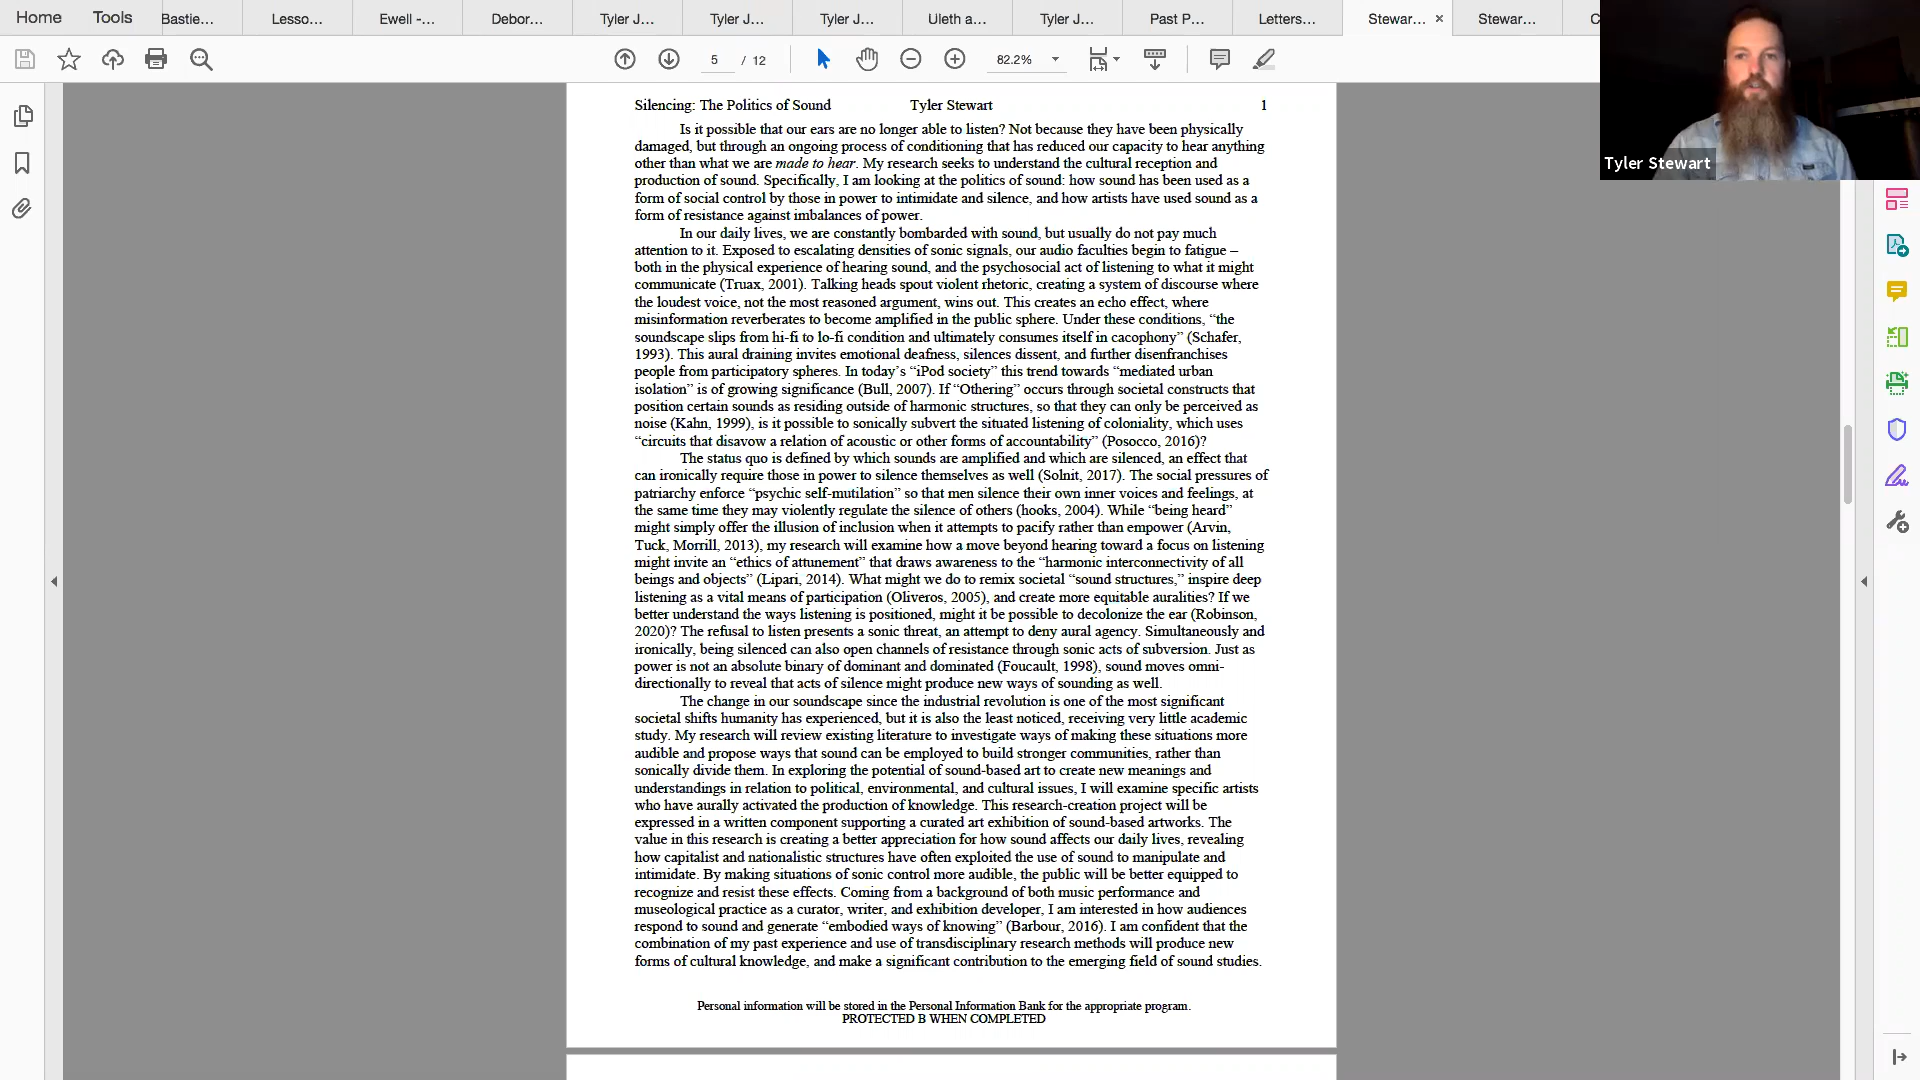 Home Tools Bastie... Lesso... Ewell -... Debor... Tyler J... Tyler J... Tyler J... Uleth a... Tyler J... Past P... Letters... Stewar... × Stewar... C
5 / 12 82.2%
Tyler Stewart
Silencing: The Politics of Sound Tyler Stewart 1
Is it possible that our ears are no longer able to listen? Not because they have been physically
damaged, but through an ongoing process of conditioning that has reduced our capacity to hear anything
other than what we are made to hear. My research seeks to understand the cultural reception and
production of sound. Specifically, I am looking at the politics of sound: how sound has been used as a
form of social control by those in power to intimidate and silence, and how artists have used sound as a
form of resistance against imbalances of power.
In our daily lives, we are constantly bombarded with sound, but usually do not pay much
attention to it. Exposed to escalating densities of sonic signals, our audio faculties begin to fatigue –
both in the physical experience of hearing sound, and the psychosocial act of listening to what it might
communicate (Truax, 2001). Talking heads spout violent rhetoric, creating a system of discourse where
the loudest voice, not the most reasoned argument, wins out. This creates an echo effect, where
misinformation reverberates to become amplified in the public sphere. Under these conditions, “the
soundscape slips from hi-fi to lo-fi condition and ultimately consumes itself in cacophony” (Schafer,
1993). This aural draining invites emotional deafness, silences dissent, and further disenfranchises
people from participatory spheres. In today’s “iPod society” this trend towards “mediated urban
isolation” is of growing significance (Bull, 2007). If “Othering” occurs through societal constructs that
position certain sounds as residing outside of harmonic structures, so that they can only be perceived as
noise (Kahn, 1999), is it possible to sonically subvert the situated listening of coloniality, which uses
“circuits that disavow a relation of acoustic or other forms of accountability” (Posocco, 2016)?
The status quo is defined by which sounds are amplified and which are silenced, an effect that
can ironically require those in power to silence themselves as well (Solnit, 2017). The social pressures of
patriarchy enforce “psychic self-mutilation” so that men silence their own inner voices and feelings, at
the same time they may violently regulate the silence of others (hooks, 2004). While “being heard”
might simply offer the illusion of inclusion when it attempts to pacify rather than empower (Arvin,
Tuck, Morrill, 2013), my research will examine how a move beyond hearing toward a focus on listening
might invite an “ethics of attunement” that draws awareness to the “harmonic interconnectivity of all
beings and objects” (Lipari, 2014). What might we do to remix societal “sound structures,” inspire deep
listening as a vital means of participation (Oliveros, 2005), and create more equitable auralities? If we
better understand the ways listening is positioned, might it be possible to decolonize the ear (Robinson,
2020)? The refusal to listen presents a sonic threat, an attempt to deny aural agency. Simultaneously and
ironically, being silenced can also open channels of resistance through sonic acts of subversion. Just as
power is not an absolute binary of dominant and dominated (Foucault, 1998), sound moves omni-
directionally to reveal that acts of silence might produce new ways of sounding as well.
The change in our soundscape since the industrial revolution is one of the most significant
societal shifts humanity has experienced, but it is also the least noticed, receiving very little academic
study. My research will review existing literature to investigate ways of making these situations more
audible and propose ways that sound can be employed to build stronger communities, rather than
sonically divide them. In exploring the potential of sound-based art to create new meanings and
understandings in relation to political, environmental, and cultural issues, I will examine specific artists
who have aurally activated the production of knowledge. This research-creation project will be
expressed in a written component supporting a curated art exhibition of sound-based artworks. The
value in this research is creating a better appreciation for how sound affects our daily lives, revealing
how capitalist and nationalistic structures have often exploited the use of sound to manipulate and
intimidate. By making situations of sonic control more audible, the public will be better equipped to
recognize and resist these effects. Coming from a background of both music performance and
museological practice as a curator, writer, and exhibition developer, I am interested in how audiences
respond to sound and generate “embodied ways of knowing” (Barbour, 2016). I am confident that the
combination of my past experience and use of transdisciplinary research methods will produce new
forms of cultural knowledge, and make a significant contribution to the emerging field of sound studies.
Personal information will be stored in the Personal Information Bank for the appropriate program.
PROTECTED B WHEN COMPLETED